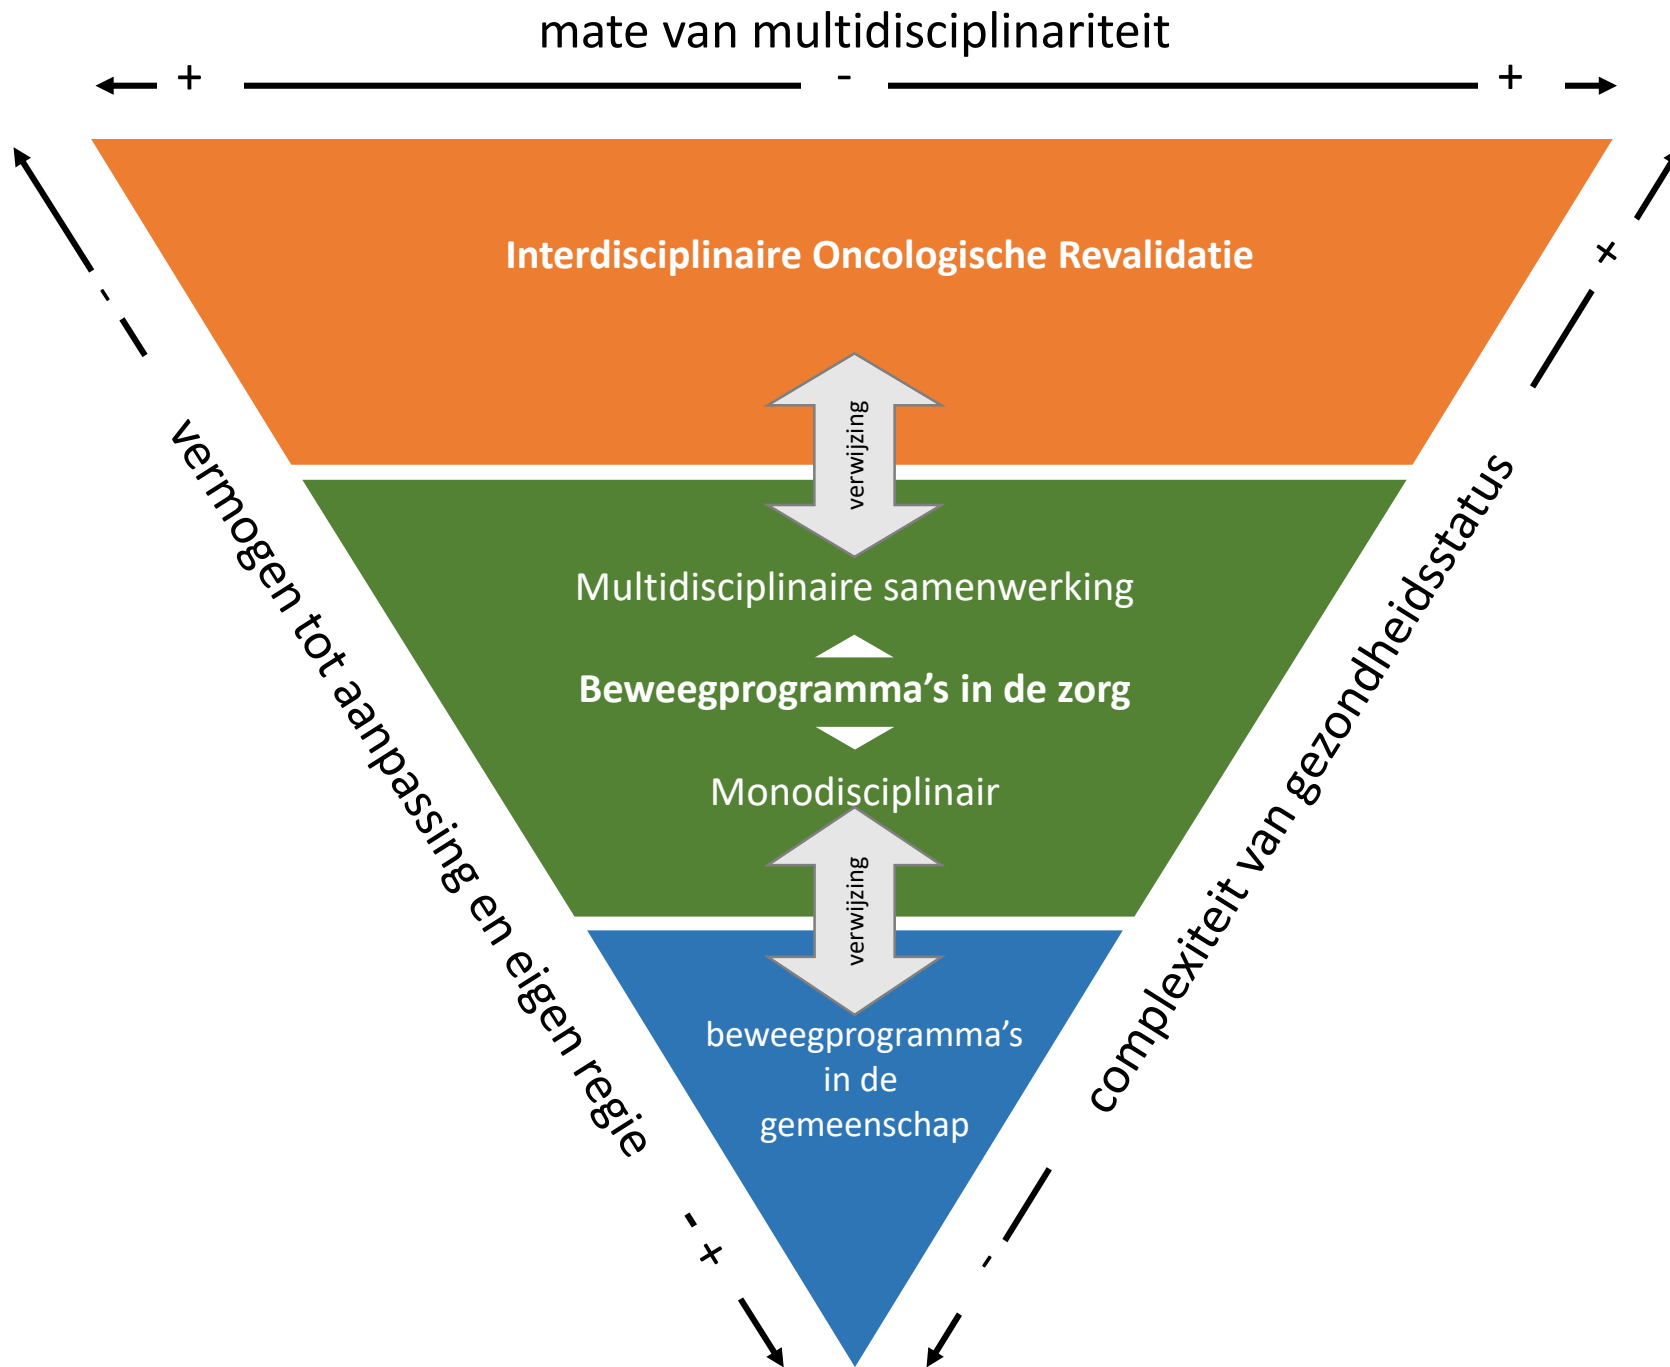 mate van multidisciplinariteit
+ - +
- +
Interdisciplinaire Oncologische Revalidatie
verwijzing
vermogen tot aanpassing en eigen regie
complexiteit van gezondheidsstatus
Multidisciplinaire samenwerking
Beweegprogramma’s in de zorg
Monodisciplinair
verwijzing
beweegprogramma’s
in de
gemeenschap
+ -